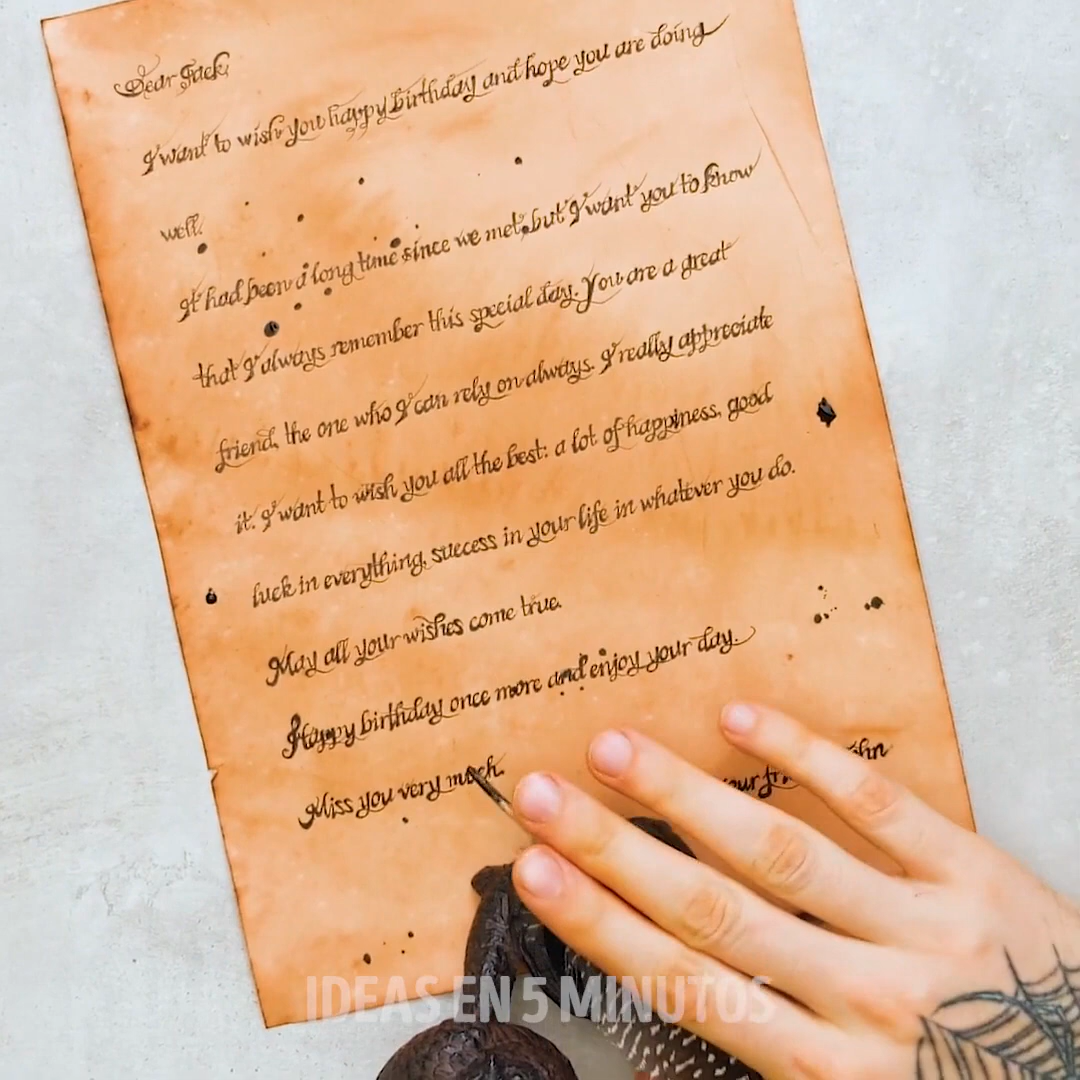 Dear Jack,
I want to wish you happy birthday and hope you are doing
well.
It had been a long time since we met, but I want you to know
that I always remember this special day. You are a great
friend, the one who I can rely on always. I really appreciate
it. I want to wish you all the best: a lot of happiness, good
luck in everything, success in your life in whatever you do.
May all your wishes come true.
Happy birthday once more and enjoy your day.
Miss you very much.
IDEAS EN 5 MINUTOS